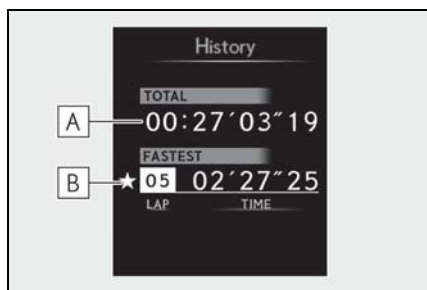 History
TOTAL
A 00:27′03″19
FASTEST
B ★ 05 02′27″25
LAP TIME